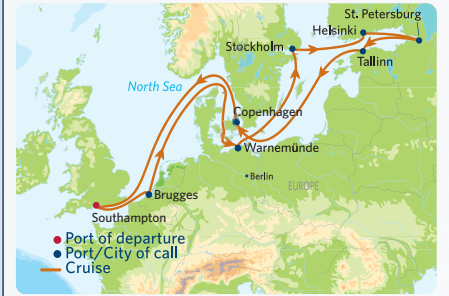 St. Petersburg
Helsinki
Stockholm
Tallinn
North Sea
Copenhagen
Warnemünde
Berlin
EUROPE
Brugges
Southampton
Port of departure
Port/City of call
Cruise